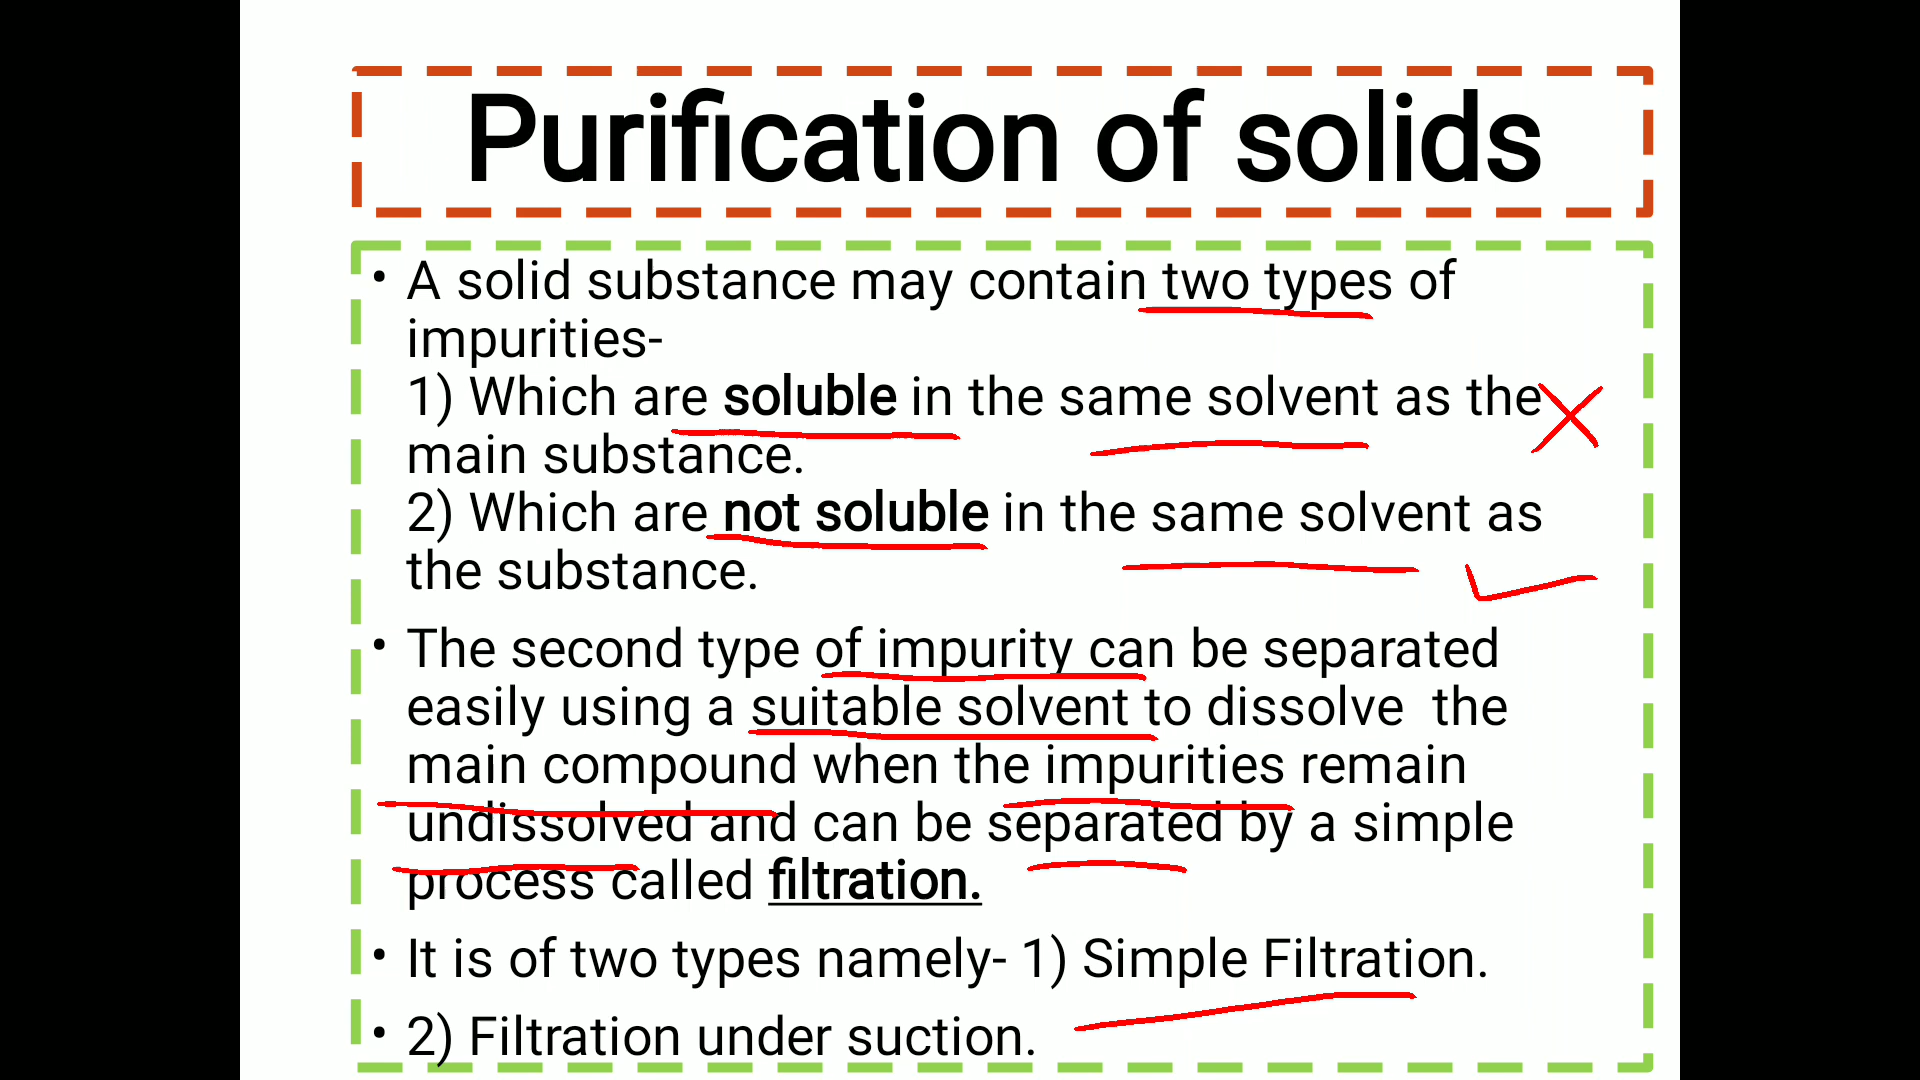 Purification of solids
• A solid substance may contain two types of
impurities-
1) Which are soluble in the same solvent as the
main substance.
2) Which are not soluble in the same solvent as
the substance.
• The second type of impurity can be separated
easily using a suitable solvent to dissolve  the
main compound when the impurities remain
undissolved and can be separated by a simple
process called filtration.
• It is of two types namely- 1) Simple Filtration.
• 2) Filtration under suction.